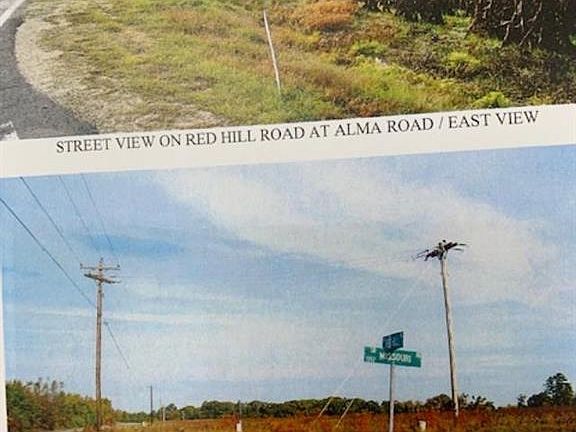 STREET VIEW ON RED HILL ROAD AT ALMA ROAD / EAST VIEW
MISSOURI